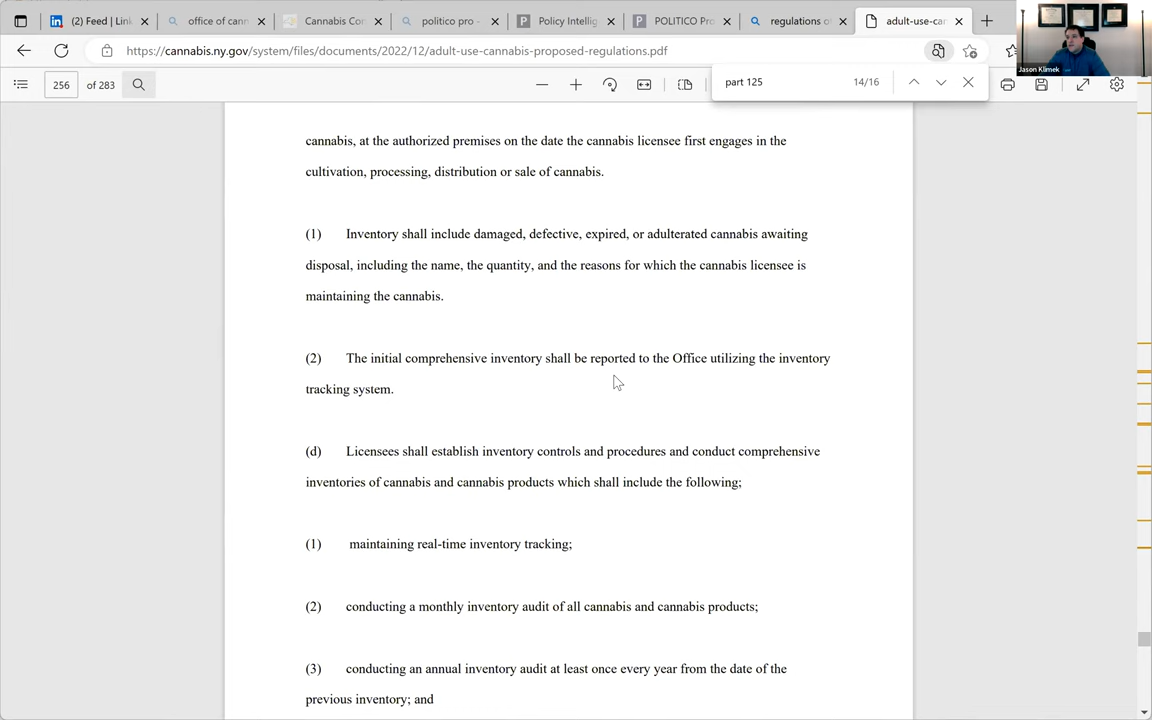 (2) Feed | Link
office of cann
Cannabis Con
politico pro -
Policy Intellig
POLITICO Pro
regulations of
adult-use-can
https://cannabis.ny.gov/system/files/documents/2022/12/adult-use-cannabis-proposed-regulations.pdf
Jason Klimek
256 of 283
part 125 14/16
cannabis, at the authorized premises on the date the cannabis licensee first engages in the
cultivation, processing, distribution or sale of cannabis.
(1) Inventory shall include damaged, defective, expired, or adulterated cannabis awaiting
disposal, including the name, the quantity, and the reasons for which the cannabis licensee is
maintaining the cannabis.
(2) The initial comprehensive inventory shall be reported to the Office utilizing the inventory
tracking system.
(d) Licensees shall establish inventory controls and procedures and conduct comprehensive
inventories of cannabis and cannabis products which shall include the following;
(1) maintaining real-time inventory tracking;
(2) conducting a monthly inventory audit of all cannabis and cannabis products;
(3) conducting an annual inventory audit at least once every year from the date of the
previous inventory; and